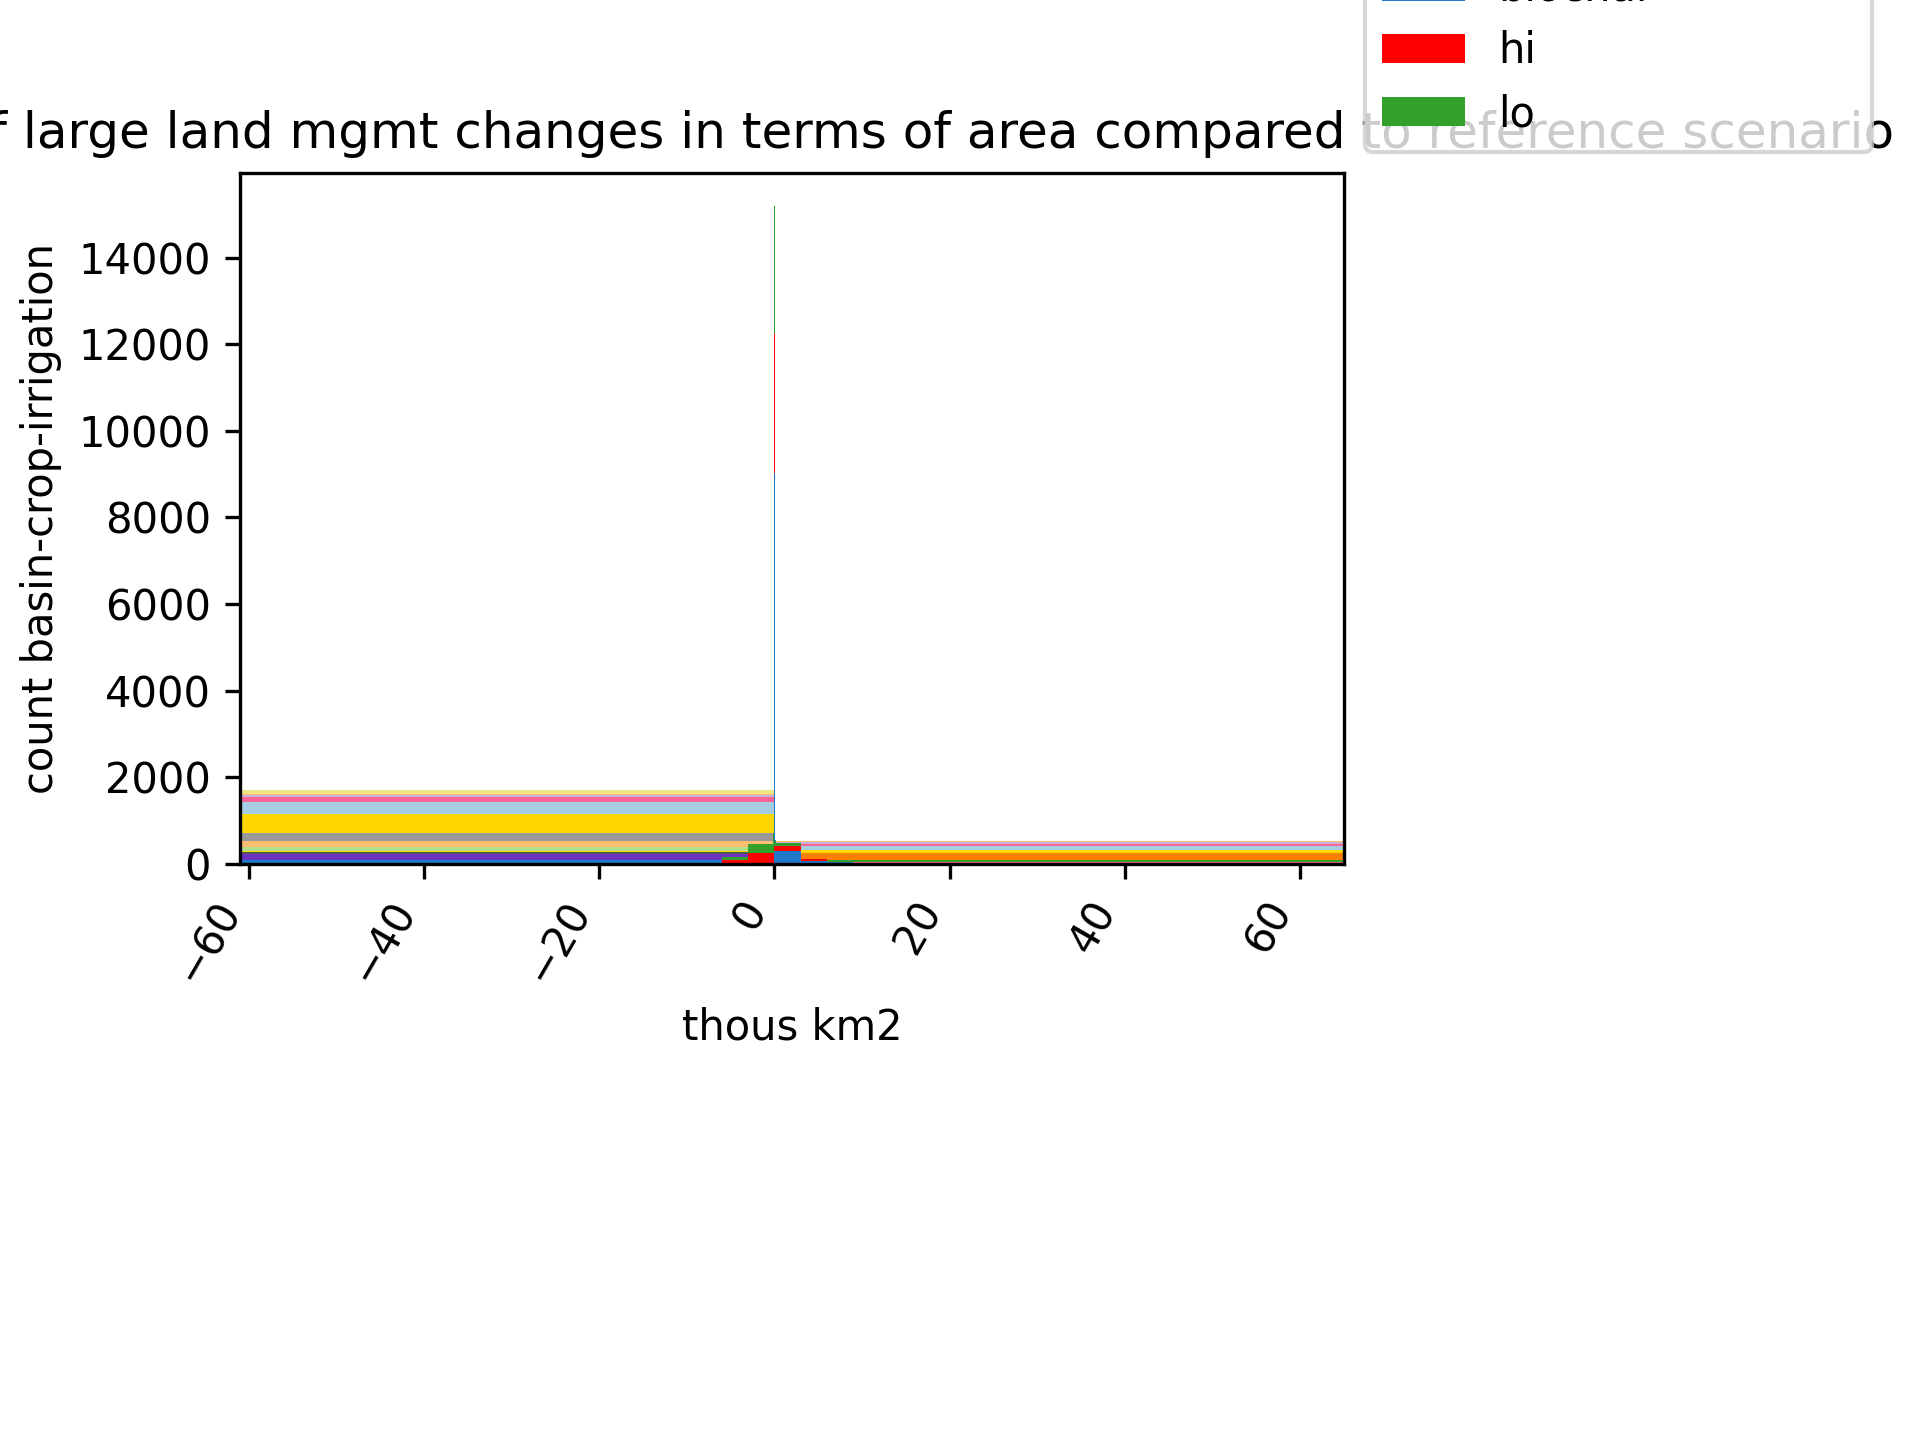 hi
lo
large land mgmt changes in terms of area compared to reference scenario
count basin-crop-irrigation
14000
12000
10000
8000
6000
4000
2000
0
−60 −40 −20 0 20 40 60
thous km2